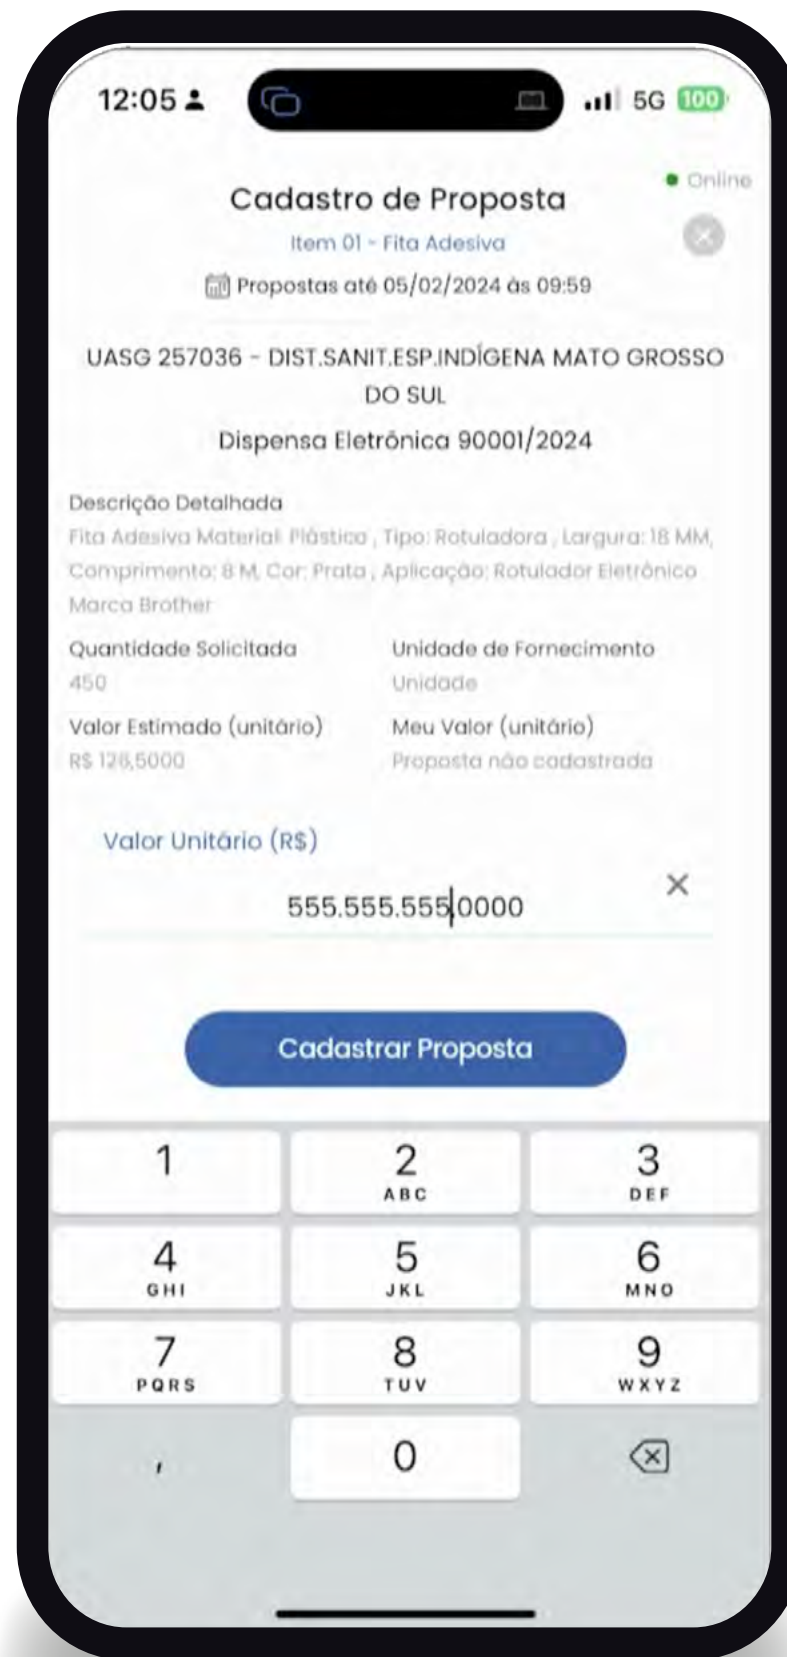 12:05
5G 100
Online
Cadastro de Proposta
Item 01 - Fita Adesiva
Propostas até 05/02/2024 às 09:59
UASG 257036 - DIST.SANIT.ESP.INDÍGENA MATO GROSSO
DO SUL
Dispensa Eletrônica 90001/2024
Descrição Detalhada
Fita Adesiva Material: Plástico , Tipo: Rotuladora , Largura: 18 MM,
Comprimento: 8 M, Cor: Prata , Aplicação: Rotulador Eletrônico
Marca Brother
Quantidade Solicitada Unidade de Fornecimento
450 Unidade
Valor Estimado (unitário) Meu Valor (unitário)
R$ 126,5000 Proposta não cadastrada
Valor Unitário (R$)
555.555.555,0000
Cadastrar Proposta
1 2 3
ABC DEF
4 5 6
GHI JKL MNO
7 8 9
PQRS TUV WXYZ
, 0